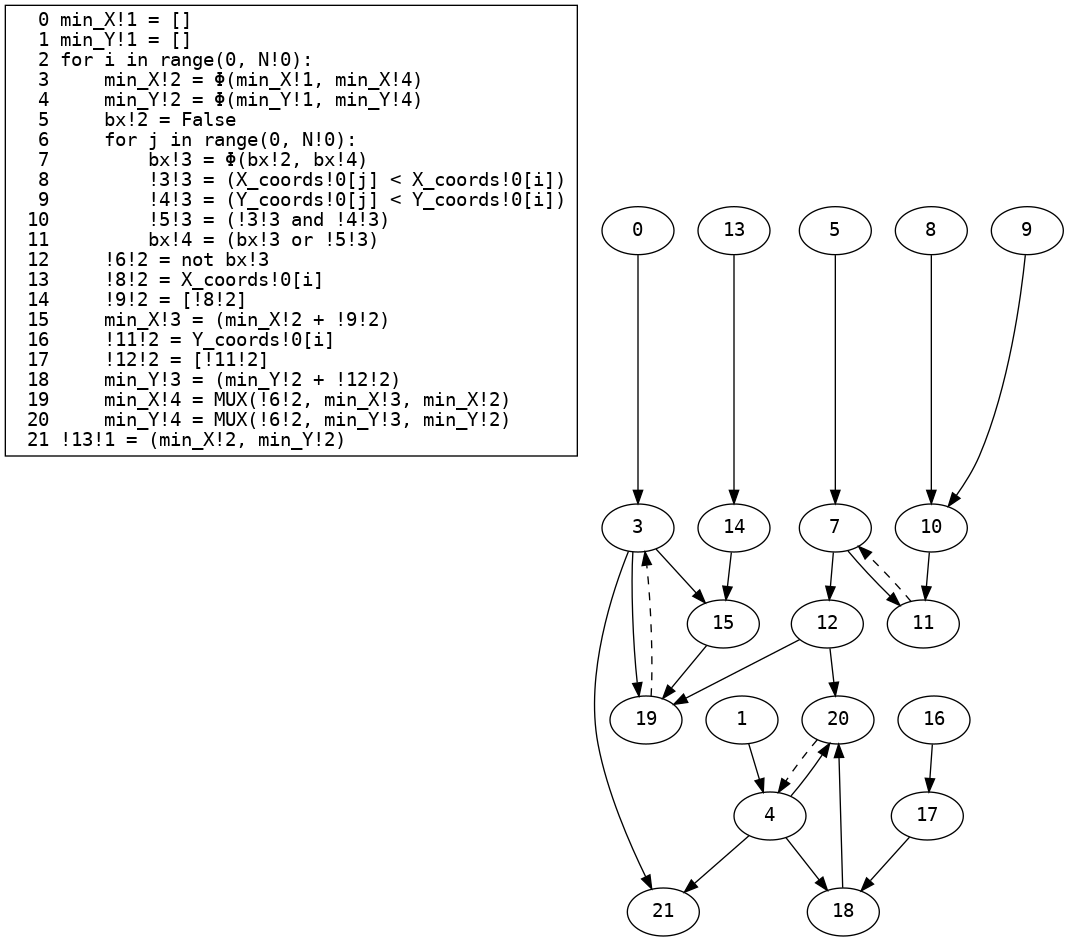 0 min_X!1 = []
1 min_Y!1 = []
2 for i in range(0, N!0):
3     min_X!2 = Φ(min_X!1, min_X!4)
4     min_Y!2 = Φ(min_Y!1, min_Y!4)
5     bx!2 = False
6     for j in range(0, N!0):
7         bx!3 = Φ(bx!2, bx!4)
8         !3!3 = (X_coords!0[j] < X_coords!0[i])
9         !4!3 = (Y_coords!0[j] < Y_coords!0[i])
10         !5!3 = (!3!3 and !4!3)
11         bx!4 = (bx!3 or !5!3)
12     !6!2 = not bx!3
13     !8!2 = X_coords!0[i]
14     !9!2 = [!8!2]
15     min_X!3 = (min_X!2 + !9!2)
16     !11!2 = Y_coords!0[i]
17     !12!2 = [!11!2]
18     min_Y!3 = (min_Y!2 + !12!2)
19     min_X!4 = MUX(!6!2, min_X!3, min_X!2)
20     min_Y!4 = MUX(!6!2, min_Y!3, min_Y!2)
21 !13!1 = (min_X!2, min_Y!2)
0 13 5 8 9
3 14 7 10
15 12 11
19 1 20 16
4 17
21 18